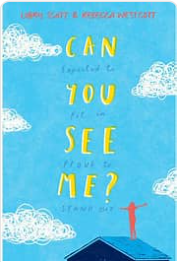 LIBBY SCOTT & REBECCA WESTCOTT
CAN
Expected to
YOU
fit in
SEE
Proud to
ME?
STAND OUT